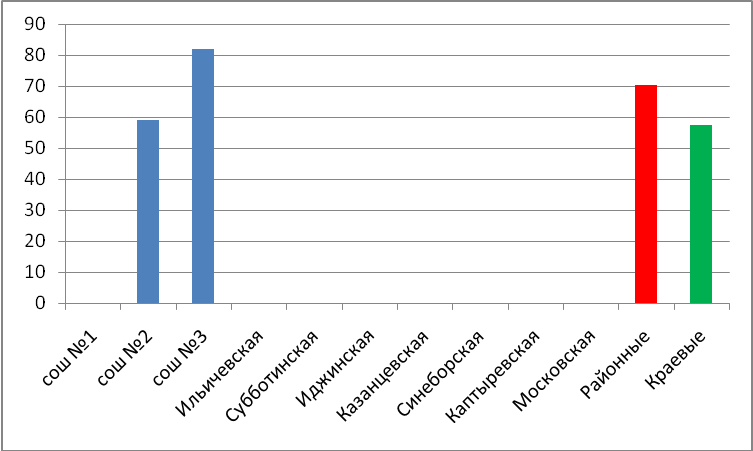 90
80
70
60
50
40
30
20
10
0
сош №1
сош №2
сош №3
Ильичевская
Субботинская
Иджинская
Казанцевская
Синеборская
Каптыревская
Московская
Районные
Краевые